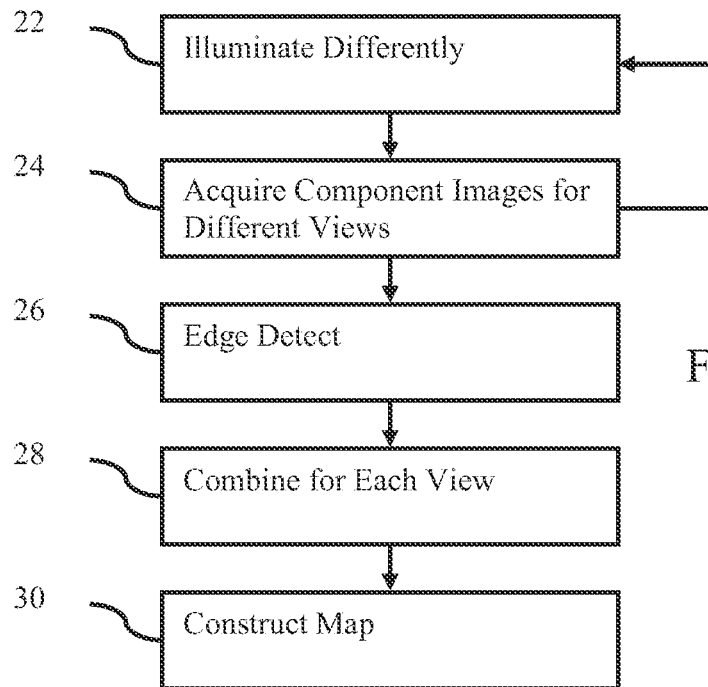 22
Illuminate Differently
24
Acquire Component Images for
Different Views
26
Edge Detect
F
28
Combine for Each View
30
Construct Map